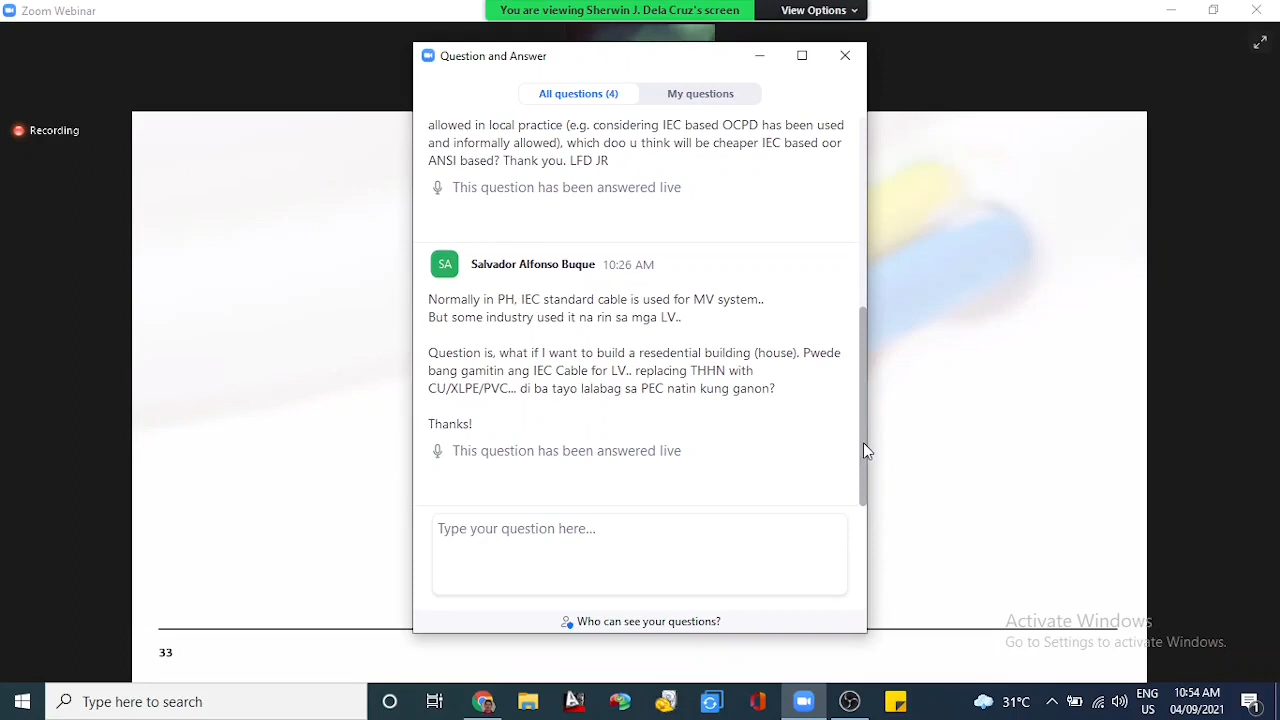 Zoom Webinar
You are viewing Sherwin J. Dela Cruz's screen
View Options
Question and Answer
All questions (4)
My questions
Recording
allowed in local practice (e.g. considering IEC based OCPD has been used
and informally allowed), which doo u think will be cheaper IEC based oor
ANSI based? Thank you. LFD JR
This question has been answered live
SA
Salvador Alfonso Buque 10:26 AM
Normally in PH, IEC standard cable is used for MV system..
But some industry used it na rin sa mga LV..
Question is, what if I want to build a resedential building (house). Pwede
bang gamitin ang IEC Cable for LV.. replacing THHN with
CU/XLPE/PVC... di ba tayo lalabag sa PEC natin kung ganon?
Thanks!
This question has been answered live
Type your question here...
Who can see your questions?
Activate Windows
Go to Settings to activate Windows.
33
Type here to search
31°C
ENG
US
10:54 AM
04/09/2021
1